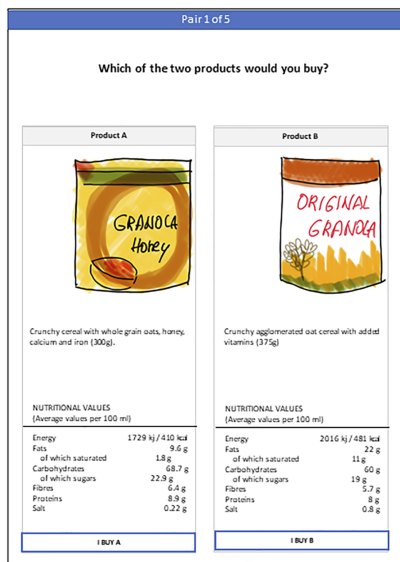 Pair 1 of 5
Which of the two products would you buy?
Product A
GRANOLA
Honey
Crunchy cereal with whole grain oats, honey,
calcium and iron (300g).
NUTRITIONAL VALUES
(Average values per 100 ml)
Energy 1729 kj / 410 kcal
Fats 9.6 g
of which saturated 1.8 g
Carbohydrates 68.7 g
of which sugars 22.9 g
Fibres 6.4 g
Proteins 8.9 g
Salt 0.22 g
I BUY A
Product B
ORIGINAL
GRANOLA
Crunchy agglomerated oat cereal with added
vitamins (375g)
NUTRITIONAL VALUES
(Average values per 100 ml)
Energy 2016 kj / 481 kcal
Fats 22 g
of which saturated 11 g
Carbohydrates 60 g
of which sugars 19 g
Fibres 5.7 g
Proteins 8 g
Salt 0.8 g
I BUY B